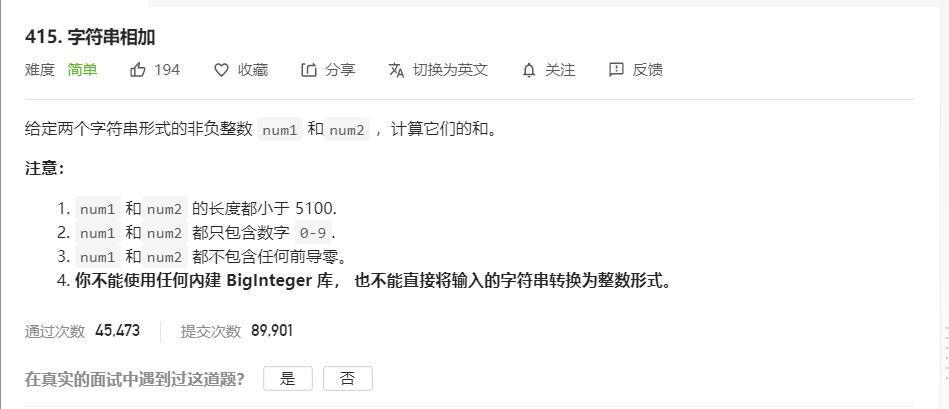 415. 字符串相加
难度 简单 194 收藏 分享 切换为英文 关注 反馈
给定两个字符串形式的非负整数 num1 和 num2 ，计算它们的和。
注意：
1. num1 和 num2 的长度都小于 5100.
2. num1 和 num2 都只包含数字 0-9 .
3. num1 和 num2 都不包含任何前导零。
4. 你不能使用任何內建 BigInteger 库， 也不能直接将输入的字符串转换为整数形式。
通过次数 45,473 提交次数 89,901
在真实的面试中遇到过这道题？ 是 否